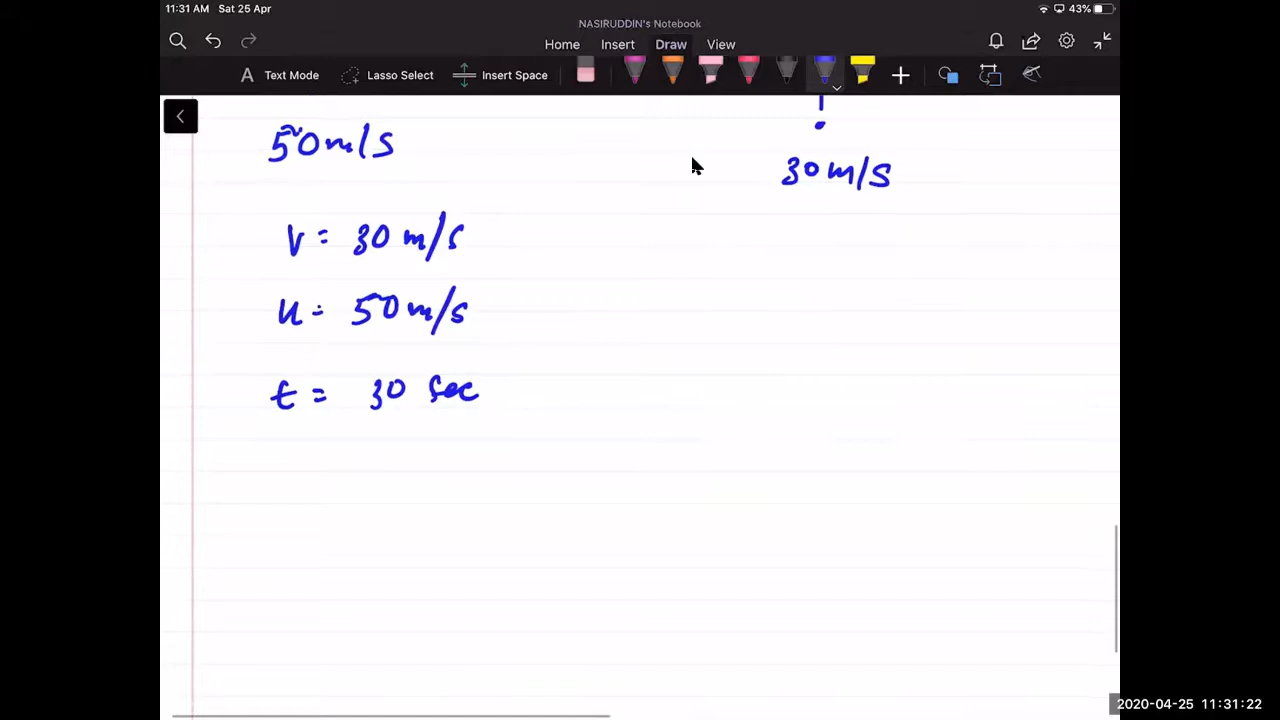 11:31 AM Sat 25 Apr 43%
NASIRUDDIN's Notebook
Home Insert Draw View
A Text Mode Lasso Select Insert Space
50m/s
30m/s
V = 30 m/s
u = 50m/s
t = 30 sec
2020-04-25 11:31:22